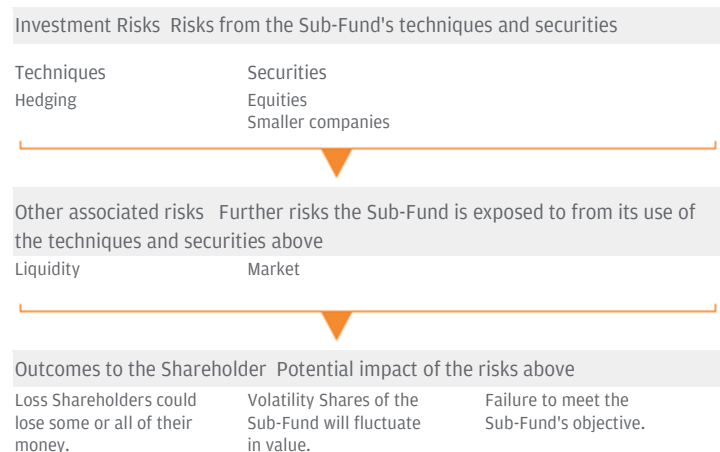 Investment Risks Risks from the Sub-Fund's techniques and securities
Techniques Securities
Hedging Equities
Smaller companies
Other associated risks Further risks the Sub-Fund is exposed to from its use of
the techniques and securities above
Liquidity Market
Outcomes to the Shareholder Potential impact of the risks above
Loss Shareholders could
lose some or all of their
money.
Volatility Shares of the
Sub-Fund will fluctuate
in value.
Failure to meet the
Sub-Fund's objective.